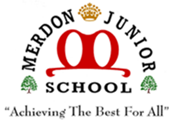 MERDON JUNIOR
SCHOOL
"Achieving The Best For All"